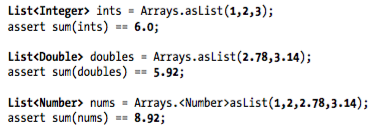 List<Integer> ints = Arrays.asList(1,2,3);
assert sum(ints) == 6.0;
List<Double> doubles = Arrays.asList(2.78,3.14);
assert sum(doubles) == 5.92;
List<Number> nums = Arrays.<Number>asList(1,2,2.78,3.14);
assert sum(nums) == 8.92;